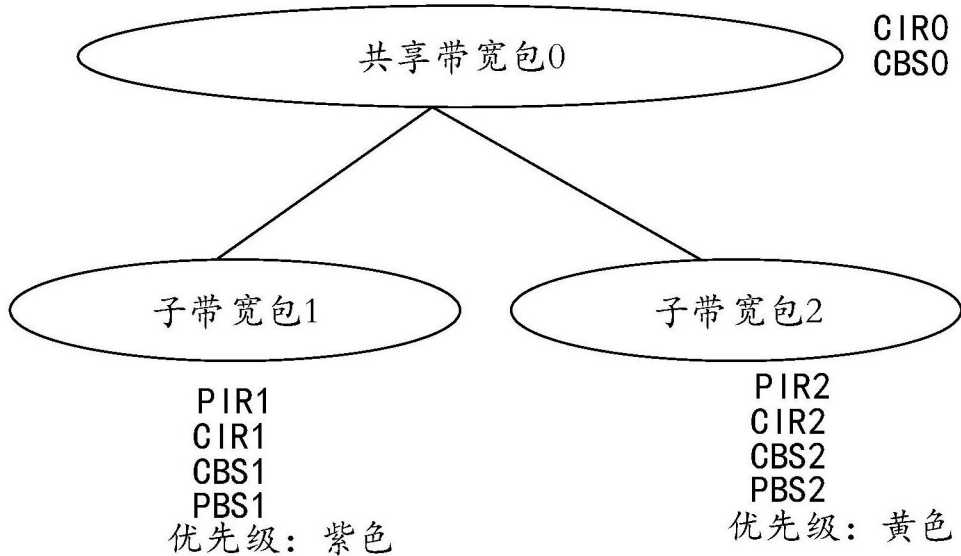 共享带宽包0
CIR0
CBS0
子带宽包1
子带宽包2
PIR1
CIR1
CBS1
PBS1
优先级：紫色
PIR2
CIR2
CBS2
PBS2
优先级：黄色